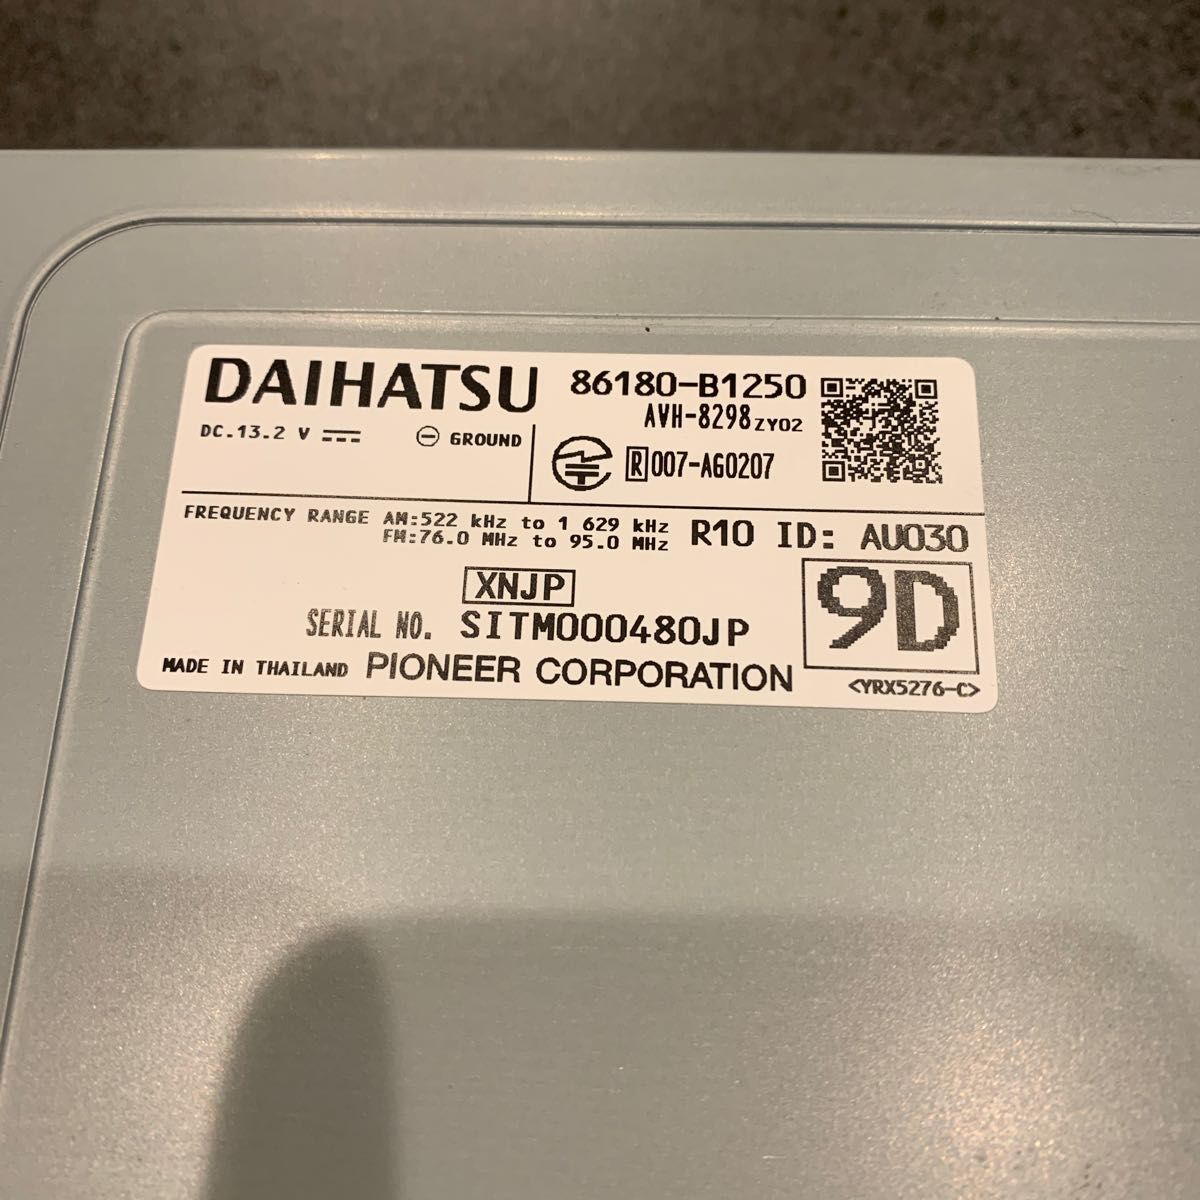 DAIHATSU 86180-B1250
AVH-8298ZY02
DC.13.2 V GROUND
R 007-AG0207
FREQUENCY RANGE AM:522 kHz to 1 629 kHz
FM:76.0 MHz to 95.0 MHz
R10 ID: AU030
XNJP
9D
SERIAL NO. SITM000480JP
MADE IN THAILAND PIONEER CORPORATION
<YRX5276-C>